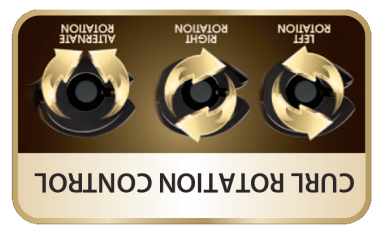 CURL ROTATION CONTROL
LEFT
ROTATION
RIGHT
ROTATION
ALTERNATE
ROTATION